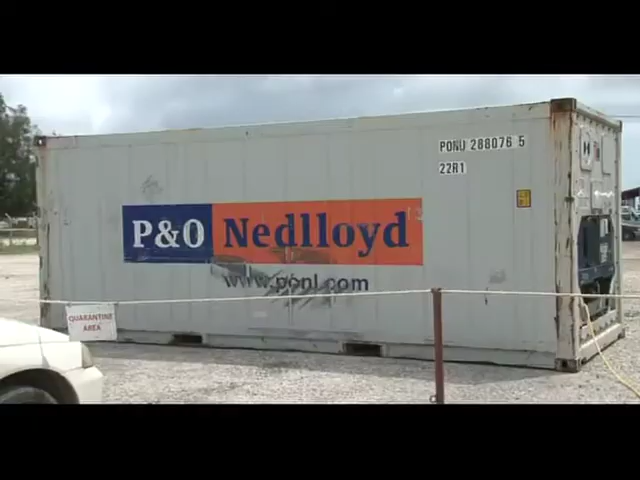 PONU 288076 5
22R1
P&O Nedlloyd
www.ponl.com
QUARANTINE
AREA